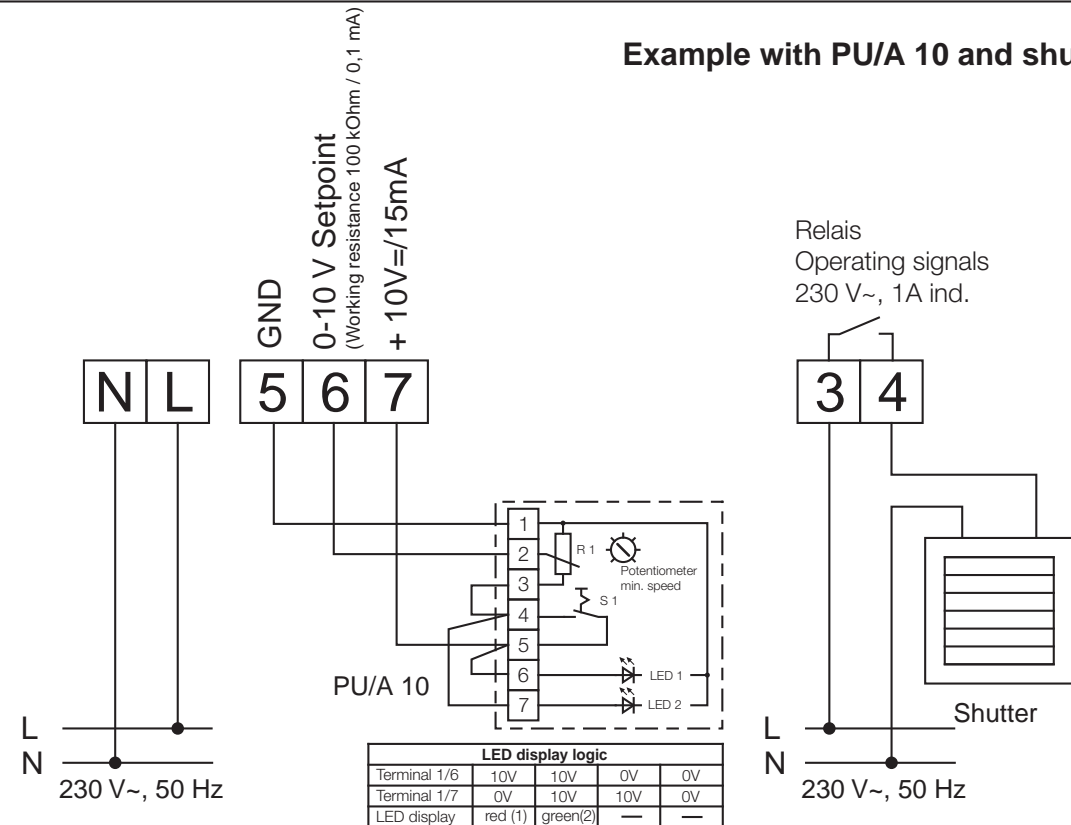 Example with PU/A 10 and
GND
0-10 V Setpoint
(Working resistance 100 kOhm / 0,1 mA)
+ 10V=/15mA
Relais
Operating signals
230 V~, 1A ind.
N L 5 6 7
3 4
1
2
3
4
5
6
7
R 1
Potentiometer
min. speed
S 1
LED 1
LED 2
PU/A 10
Shutter
L
N
230 V~, 50 Hz
L
N
230 V~, 50 Hz
LED display logic
Terminal 1/6 10V 10V 0V 0V
Terminal 1/7 0V 10V 10V 0V
LED display red (1) green(2) — —